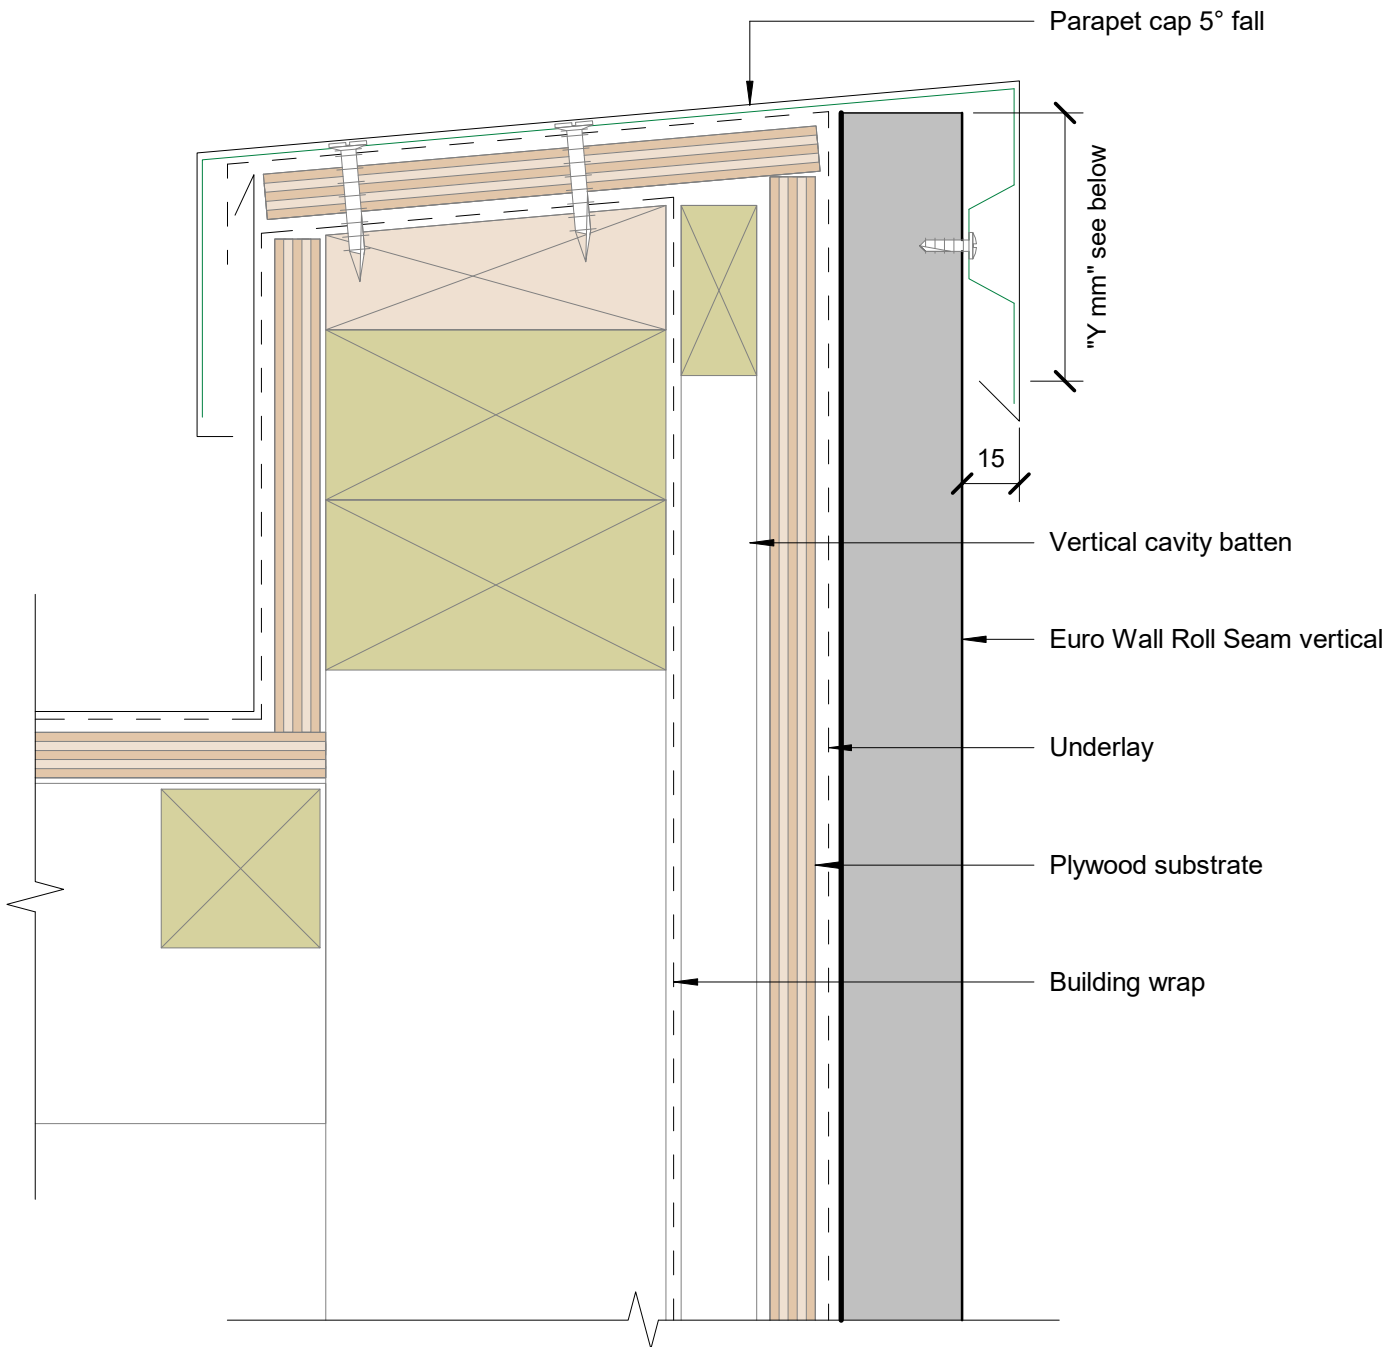 Parapet cap 5° fall
"Y mm" see below
15
Vertical cavity batten
Euro Wall Roll Seam vertical
Underlay
Plywood substrate
Building wrap